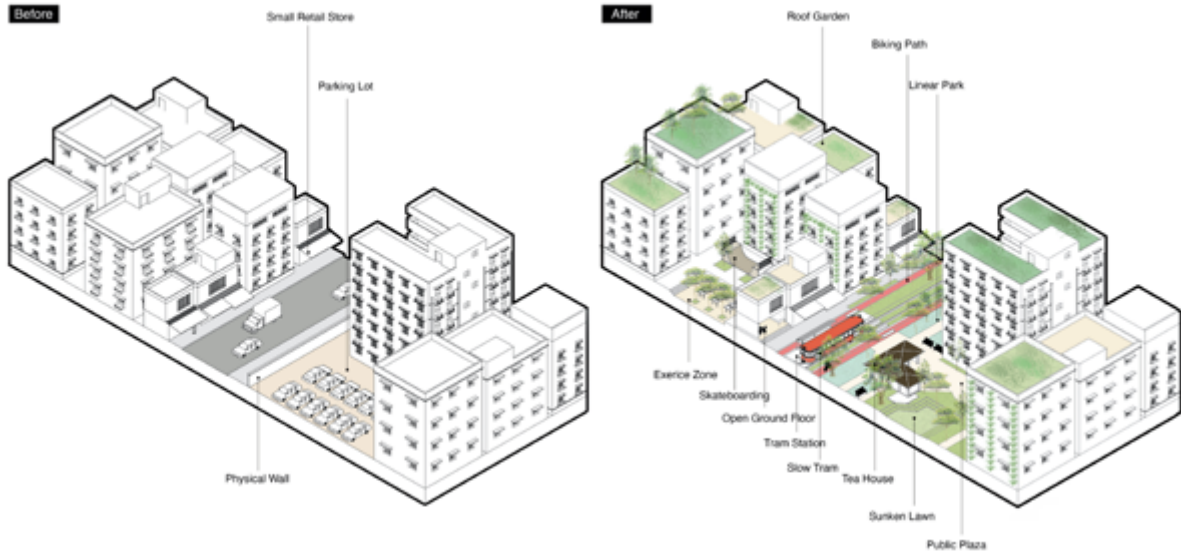 Before
Small Retail Store
Parking Lot
Physical Wall
After
Roof Garden
Biking Path
Linear Park
Exerice Zone
Skateboarding
Open Ground Floor
Tram Station
Slow Tram
Tea House
Sunken Lawn
Public Plaza